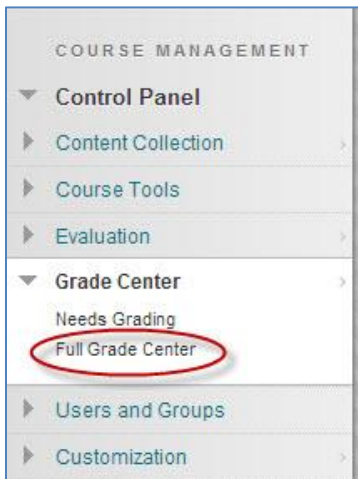 COURSE MANAGEMENT
Control Panel
Content Collection
Course Tools
Evaluation
Grade Center
Needs Grading
Full Grade Center
Users and Groups
Customization